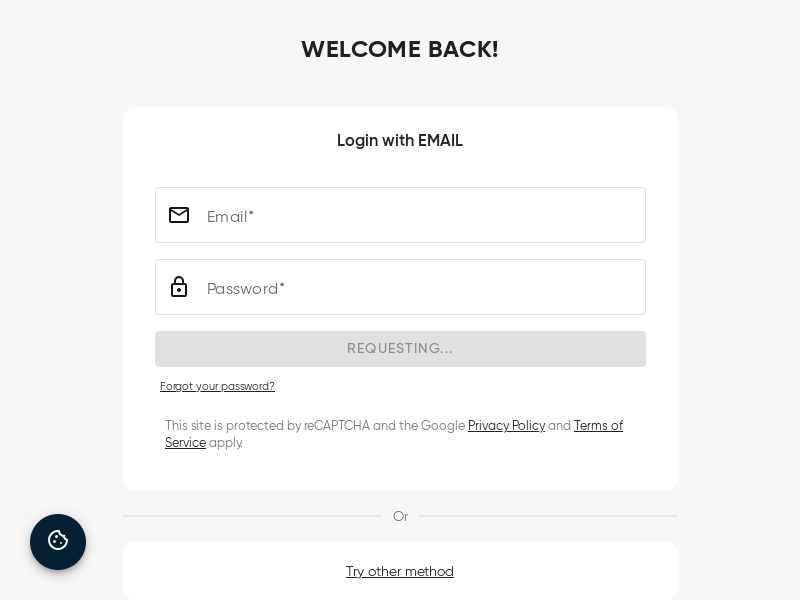 WELCOME BACK!
Login with EMAIL
Email*
Password*
REQUESTING...
Forgot your password?
This site is protected by reCAPTCHA and the Google Privacy Policy and Terms of
Service apply.
Or
Try other method